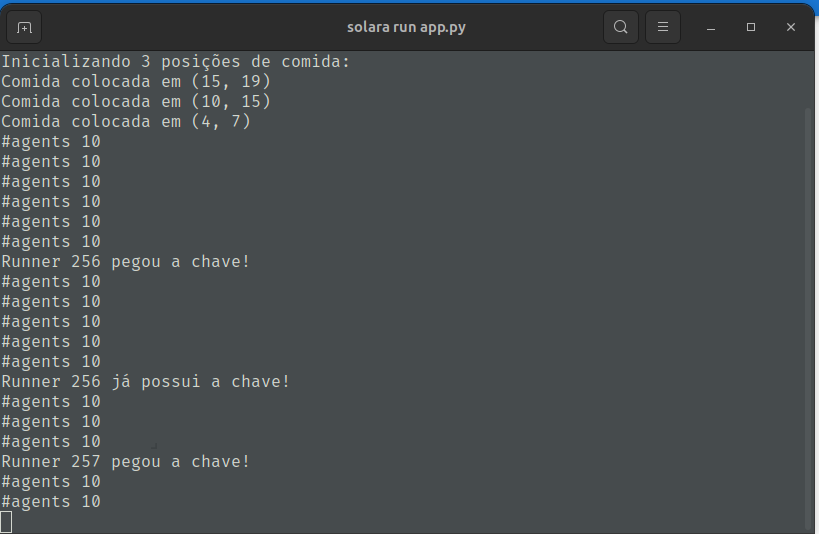 solara run app.py
Inicializando 3 posições de comida:
Comida colocada em (15, 19)
Comida colocada em (10, 15)
Comida colocada em (4, 7)
#agents 10
#agents 10
#agents 10
#agents 10
#agents 10
#agents 10
Runner 256 pegou a chave!
#agents 10
#agents 10
#agents 10
#agents 10
#agents 10
Runner 256 já possui a chave!
#agents 10
#agents 10
#agents 10
Runner 257 pegou a chave!
#agents 10
#agents 10